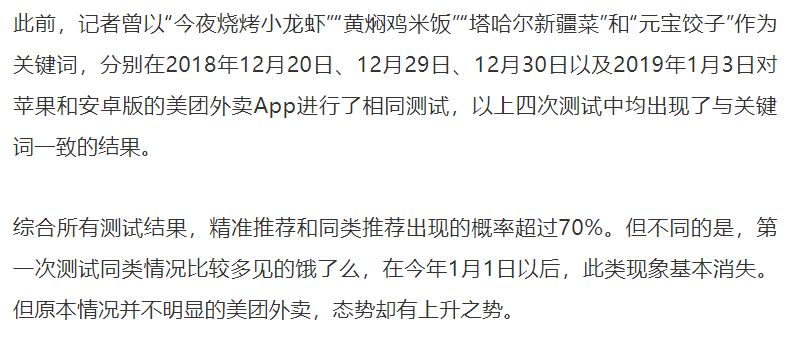 此前，记者曾以“今夜烧烤小龙虾”“黄焖鸡米饭”“塔哈尔新疆菜”和“元宝饺子”作为
关键词，分别在2018年12月20日、12月29日、12月30日以及2019年1月3日对
苹果和安卓版的美团外卖App进行了相同测试，以上四次测试中均出现了与关键
词一致的结果。
综合所有测试结果，精准推荐和同类推荐出现的概率超过70%。但不同的是，第
一次测试同类情况比较多见的饿了么，在今年1月1日以后，此类现象基本消失。
但原本情况并不明显的美团外卖，态势却有上升之势。